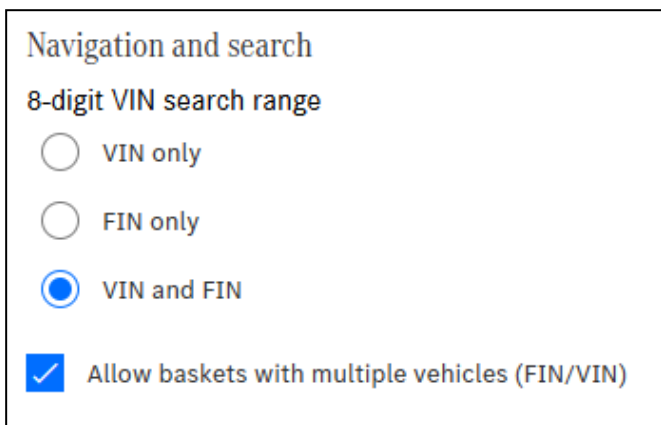 Navigation and search
8-digit VIN search range
VIN only
FIN only
VIN and FIN
Allow baskets with multiple vehicles (FIN/VIN)